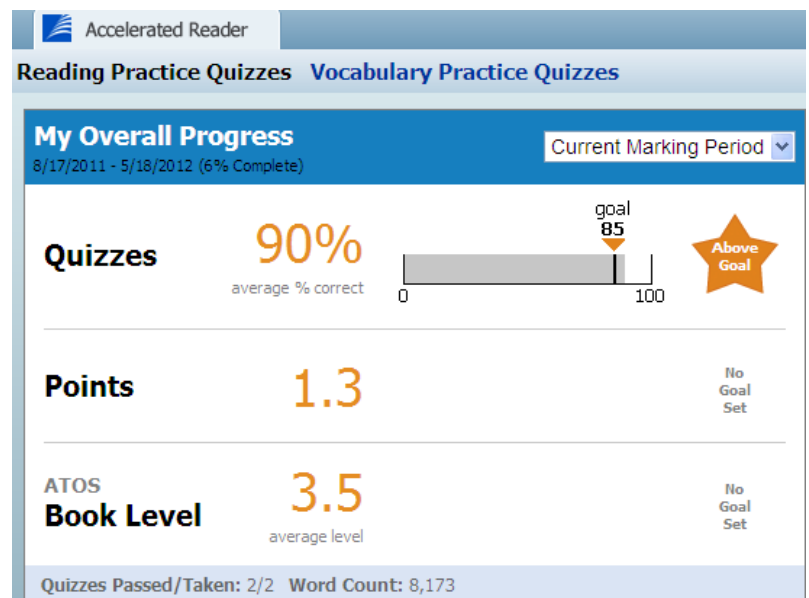 Accelerated Reader
Reading Practice Quizzes Vocabulary Practice Quizzes
My Overall Progress
8/17/2011 - 5/18/2012 (6% Complete)
Current Marking Period
Quizzes
90%
average % correct
goal
85
0
100
Above
Goal
Points
1.3
No
Goal
Set
ATOS
Book Level
3.5
average level
No
Goal
Set
Quizzes Passed/Taken: 2/2 Word Count: 8,173